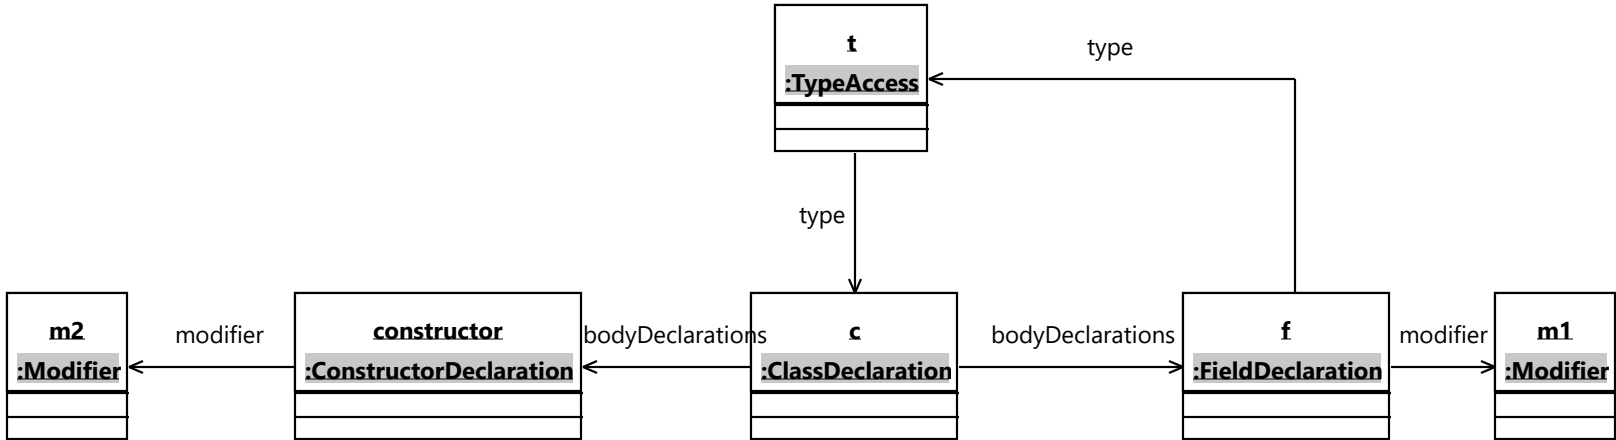 t
:TypeAccess
type
type
m2
:Modifier
modifier
constructor
:ConstructorDeclaration
bodyDeclarations
c
:ClassDeclaration
bodyDeclarations
f
:FieldDeclaration
modifier
m1
:Modifier